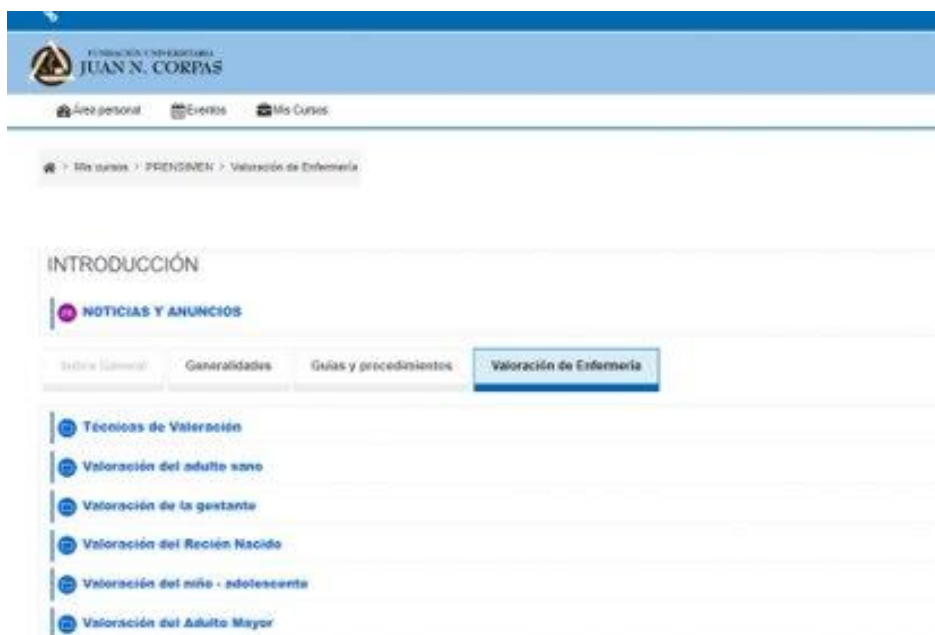 FUNDACIÓN UNIVERSITARIA
JUAN N. CORPAS
Área personal Eventos Mis Cursos
> Mis cursos > PRENSIMEN > Valoración de Enfermería
INTRODUCCIÓN
NOTICIAS Y ANUNCIOS
Índice General Generalidades Guías y procedimientos Valoración de Enfermería
Técnicas de Valoración
Valoración del adulto sano
Valoración de la gestante
Valoración del Recién Nacido
Valoración del niño - adolescente
Valoración del Adulto Mayor